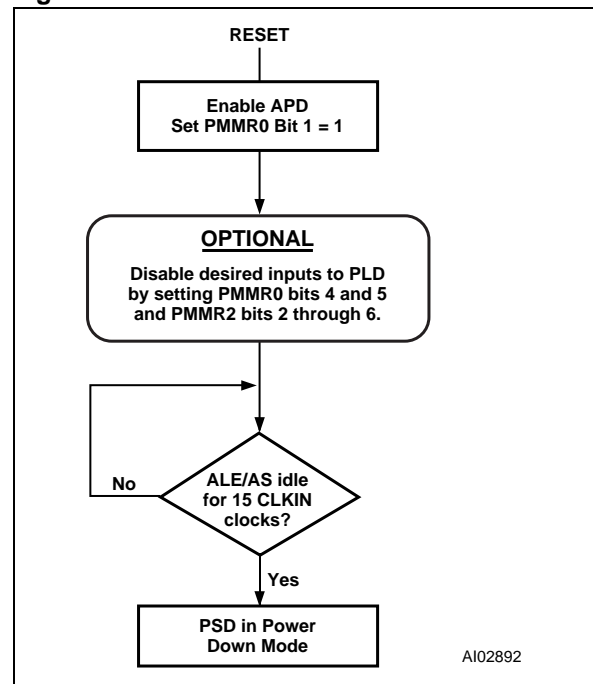 RESET
Enable APD
Set PMMR0 Bit 1 = 1
OPTIONAL
Disable desired inputs to PLD
by setting PMMR0 bits 4 and 5
and PMMR2 bits 2 through 6.
No
ALE/AS idle
for 15 CLKIN
clocks?
Yes
PSD in Power
Down Mode
AI02892